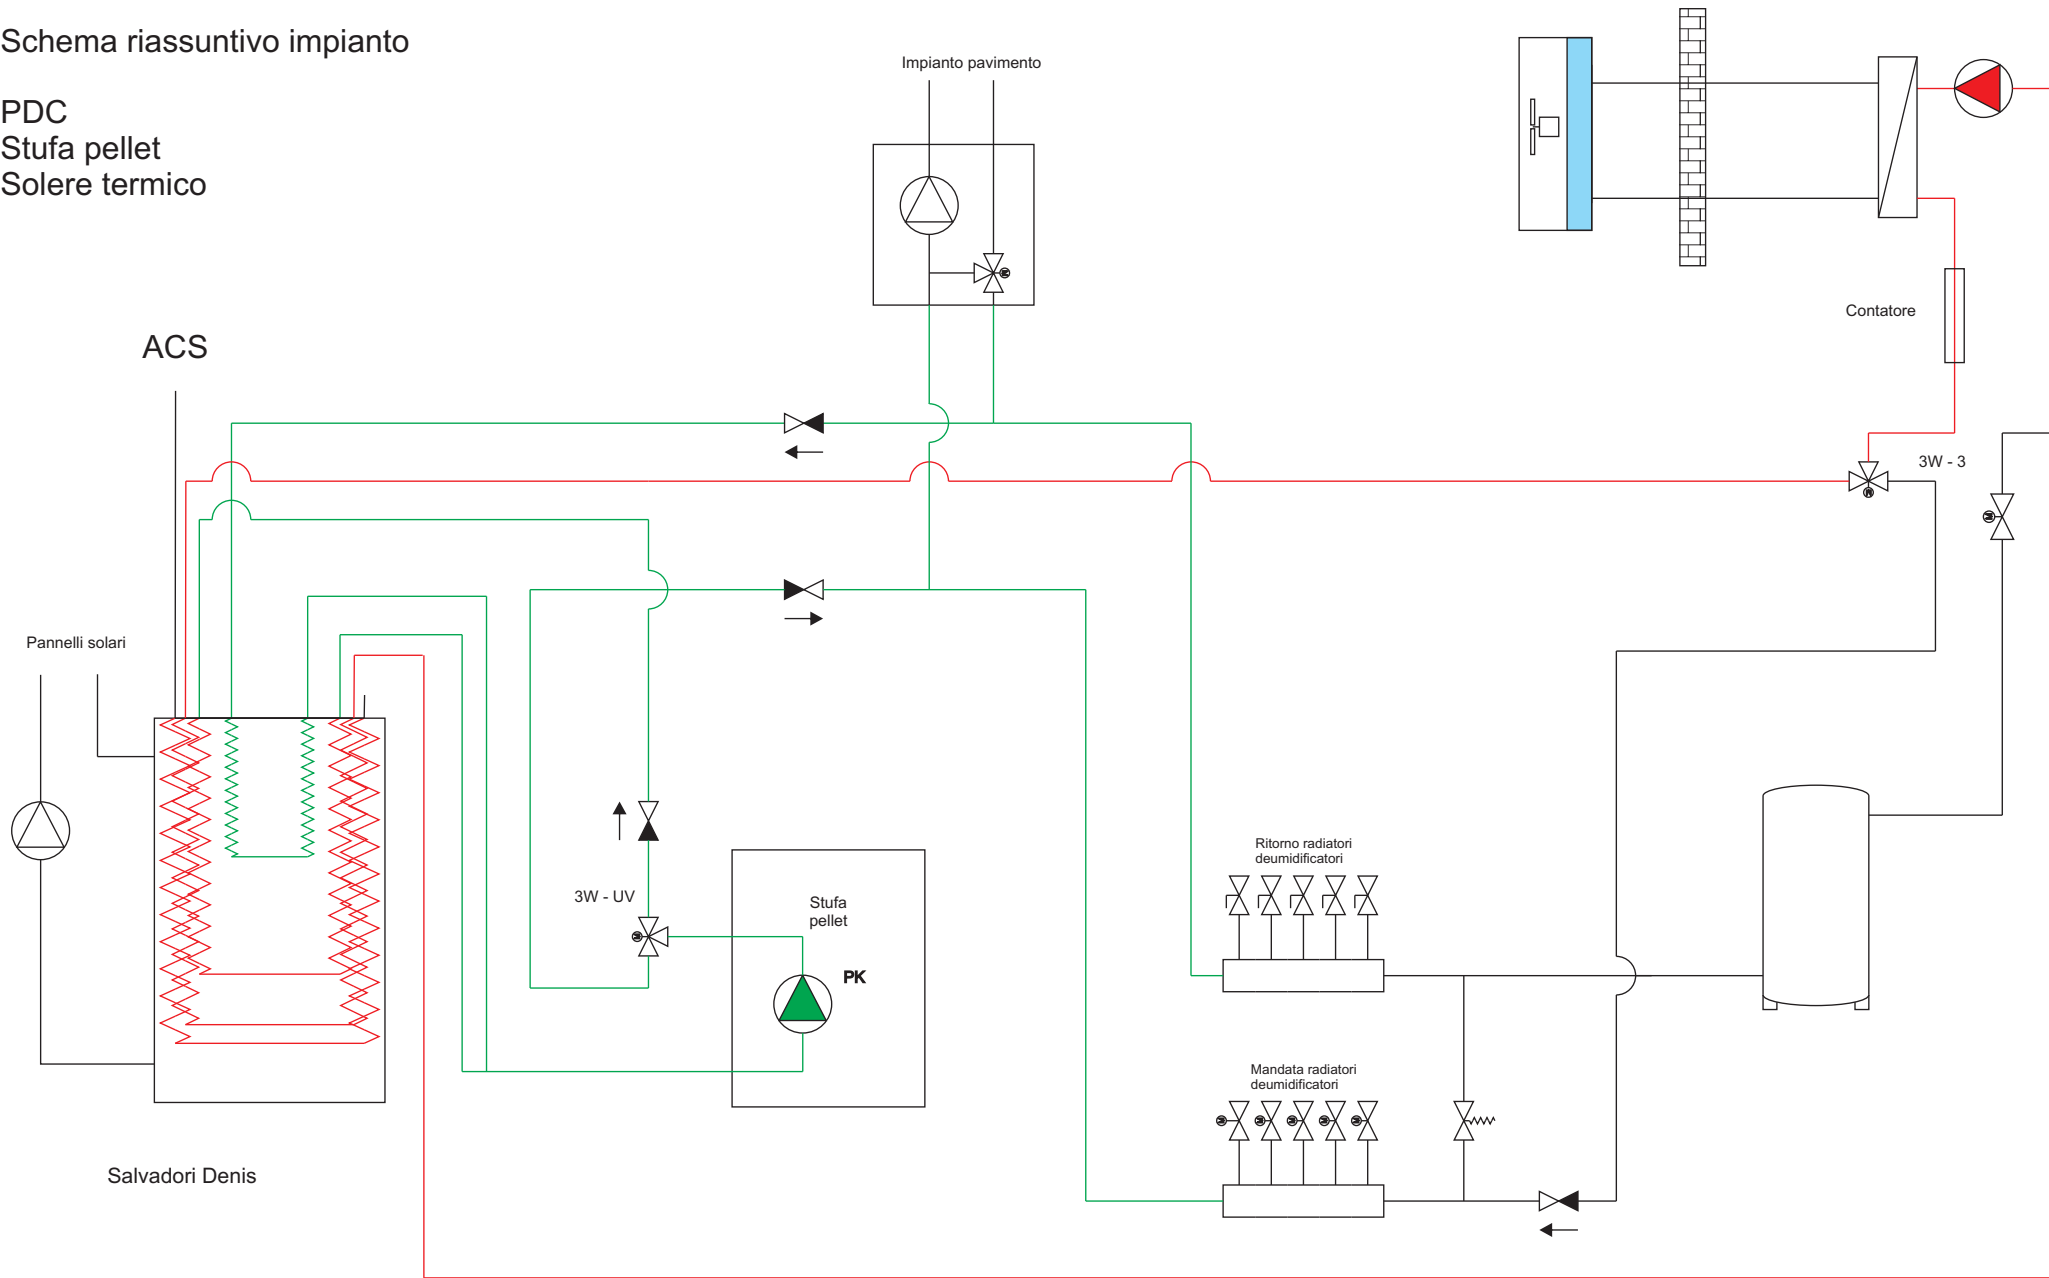 Schema riassuntivo impianto
PDC
Stufa pellet
Solere termico
Impianto pavimento
Contatore
ACS
3W - 3
Pannelli solari
3W - UV
Stufa
pellet
PK
Ritorno radiatori
deumidificatori
Mandata radiatori
deumidificatori
Salvadori Denis
M
M
M
M
M
M
M
M
M